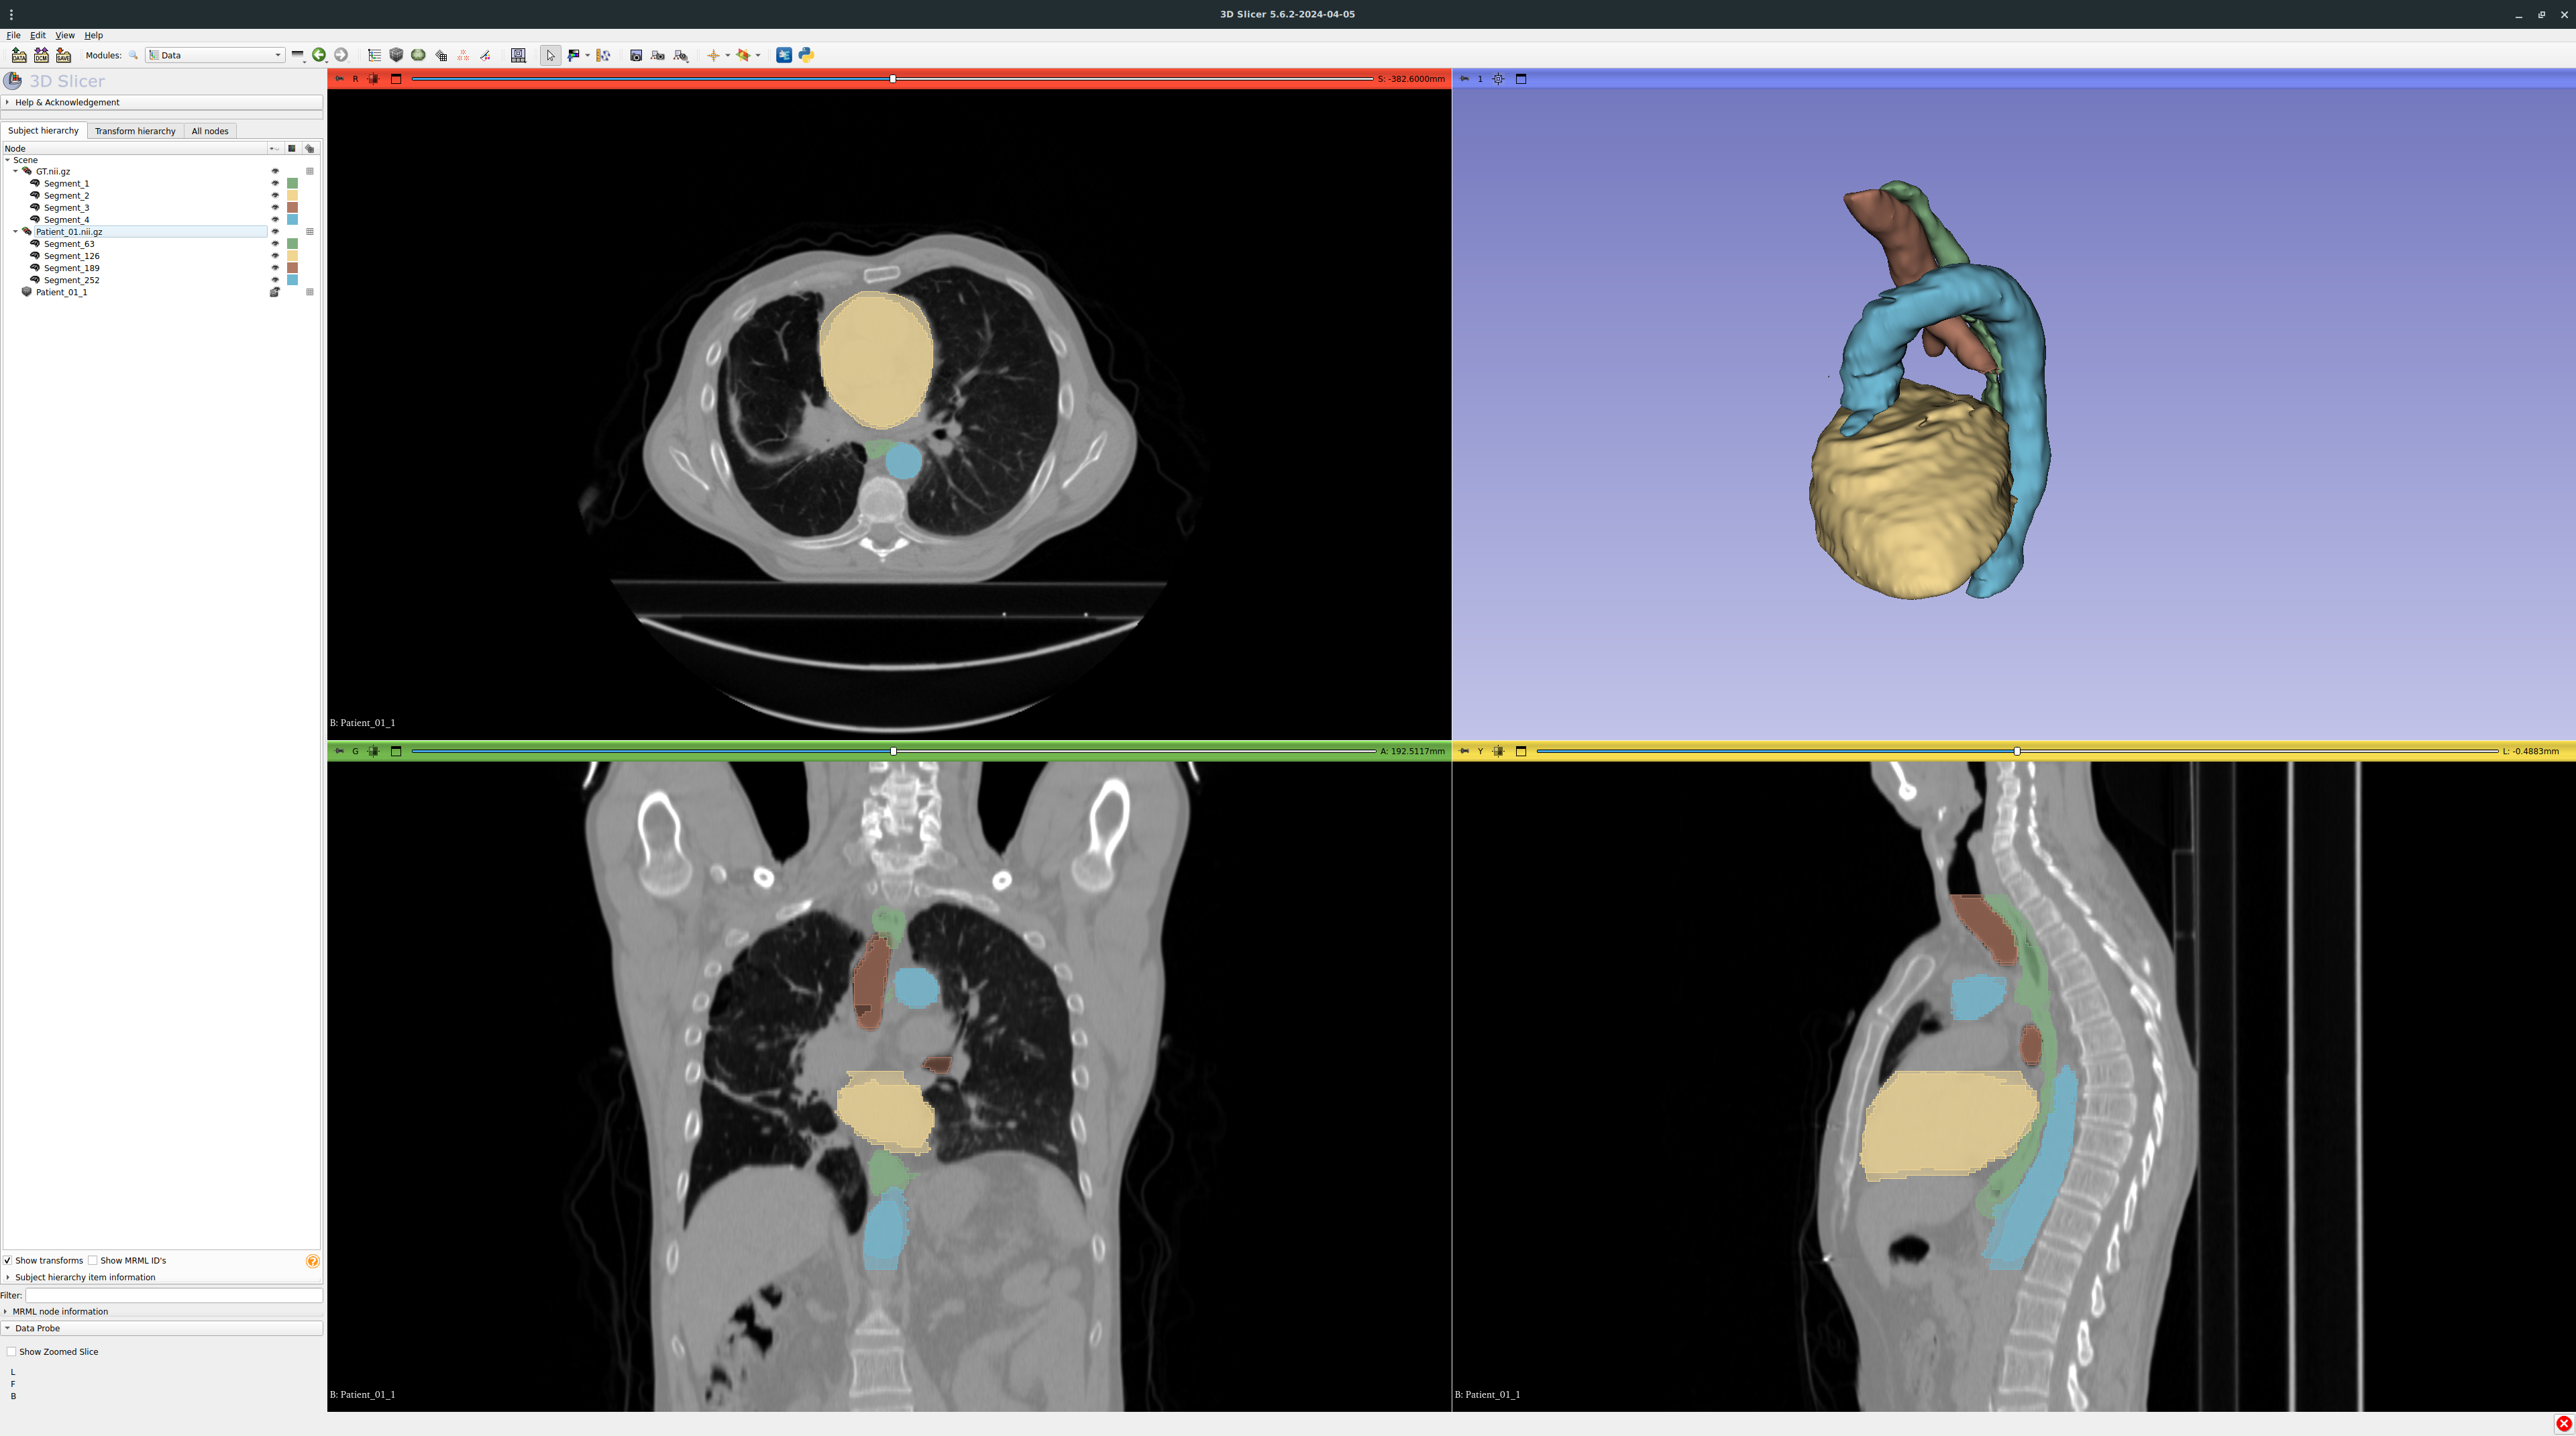 3D Slicer 5.6.2-2024-04-05
File Edit View Help
DATA DCM SAVE Modules: Data
3D Slicer
Help & Acknowledgement
Subject hierarchy Transform hierarchy All nodes
Node
Scene
GT.nii.gz
Segment_1
Segment_2
Segment_3
Segment_4
Patient_01.nii.gz
Segment_63
Segment_126
Segment_189
Segment_252
Patient_01_1
Show transforms Show MRML ID's
Subject hierarchy item information
Filter:
MRML node information
Data Probe
Show Zoomed Slice
L
F
B
R S: -382.6000mm
B: Patient_01_1
1
G A: 192.5117mm
B: Patient_01_1
Y L: -0.4883mm
B: Patient_01_1